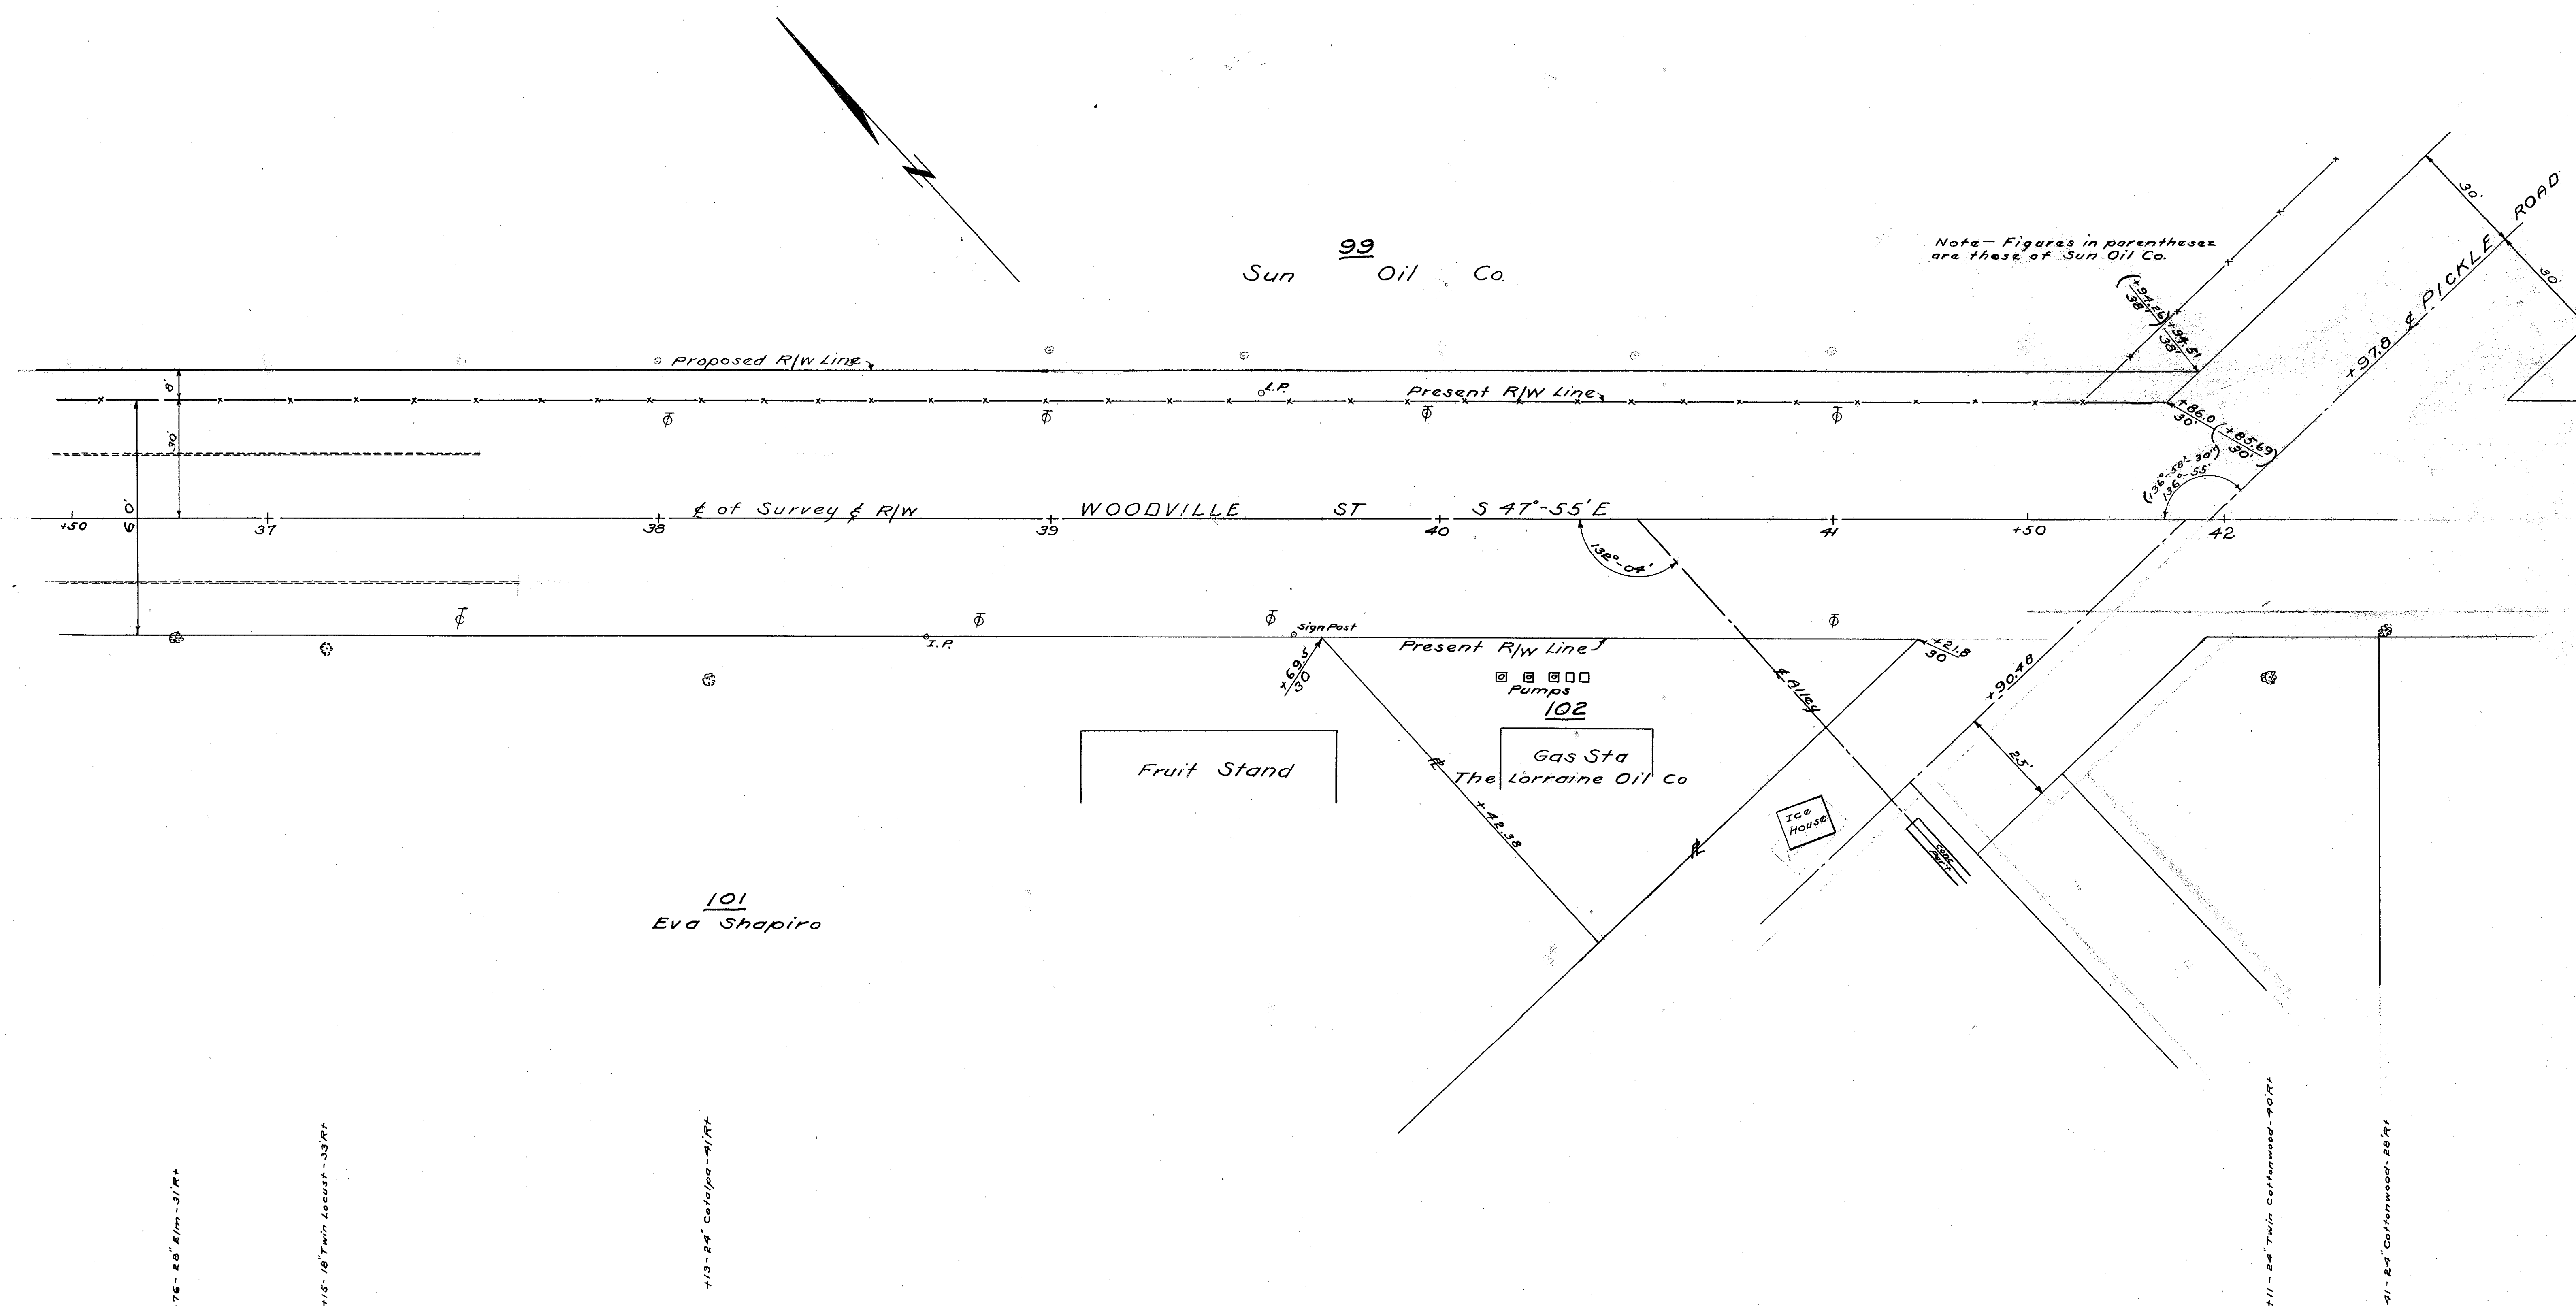 N
99
Sun Oil Co.
Note- Figures in parentheses
are those of Sun Oil Co.
30'
30'
℄ PICKLE ROAD
+97.8
(+94.26)
38'
+94.51
38'
Proposed R/W Line
8'
I.P.
Present R/W Line
30'
60'
+86.0
30'
(+85.69)
30'
(136°-58'-30")
136°-55'
℄ of Survey ℄ R/W WOODVILLE ST S 47°-55' E
+50 37 38 39 40 41 +50 42
132°-04'
I.P.
Sign Post
+69.5
30
Present R/W Line
+21.8
30
Pumps
102
Gas Sta
The Lorraine Oil Co
Fruit Stand
℄ Alley
+90.48
25'
℄
+42.38
℄
Ice
House
Conc
Pav't
101
Eva Shapiro
76 - 28" Elm - 31' Rt
+15 - 18" Twin Locust - 33' Rt
+13 - 24" Catalpa - 41' Rt
+11 - 24" Twin Cottonwood - 40' Rt
41 - 24" Cottonwood - 28' Rt